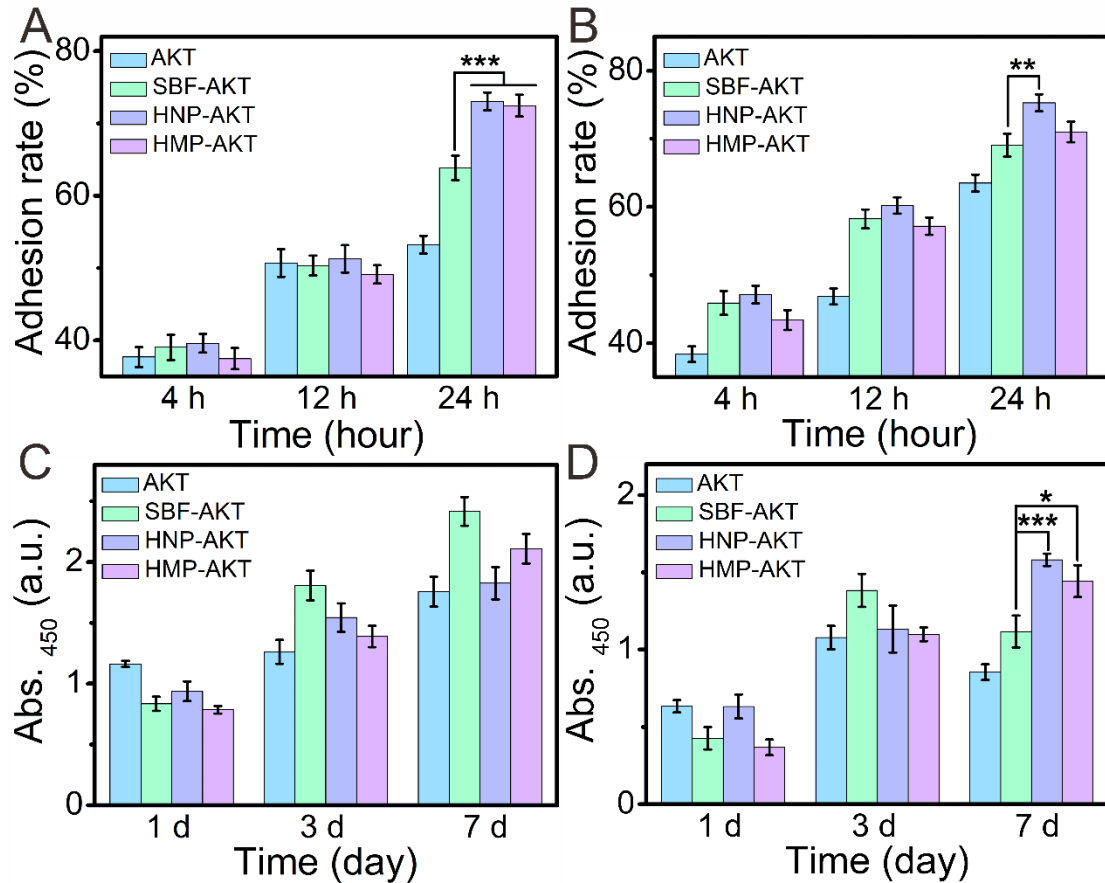 A
Adhesion rate (%)
80
60
40
AKT
SBF-AKT
HNP-AKT
HMP-AKT
***
4 h 12 h 24 h
Time (hour)
B
Adhesion rate (%)
80
60
40
AKT
SBF-AKT
HNP-AKT
HMP-AKT
**
4 h 12 h 24 h
Time (hour)
C
Abs. 450 (a.u.)
2
1
0
AKT
SBF-AKT
HNP-AKT
HMP-AKT
1 d 3 d 7 d
Time (day)
D
Abs. 450 (a.u.)
2
1
0
AKT
SBF-AKT
HNP-AKT
HMP-AKT
*
***
1 d 3 d 7 d
Time (day)